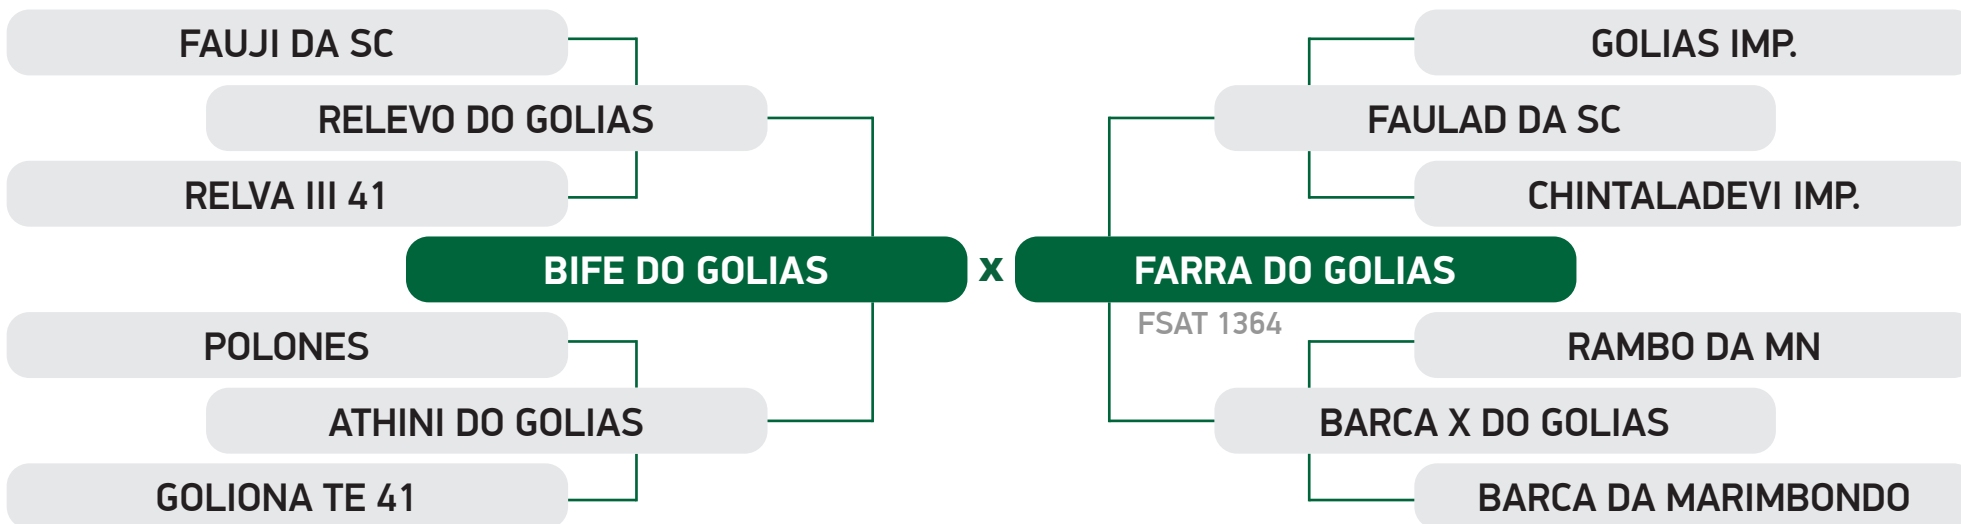 FAUJI DA SC
GOLIAS IMP.
RELEVO DO GOLIAS
FAULAD DA SC
RELVA III 41
CHINTALADEVI IMP.
BIFE DO GOLIAS x FARRA DO GOLIAS
FSAT 1364
POLONES
RAMBO DA MN
ATHINI DO GOLIAS
BARCA X DO GOLIAS
GOLIONA TE 41
BARCA DA MARIMBONDO